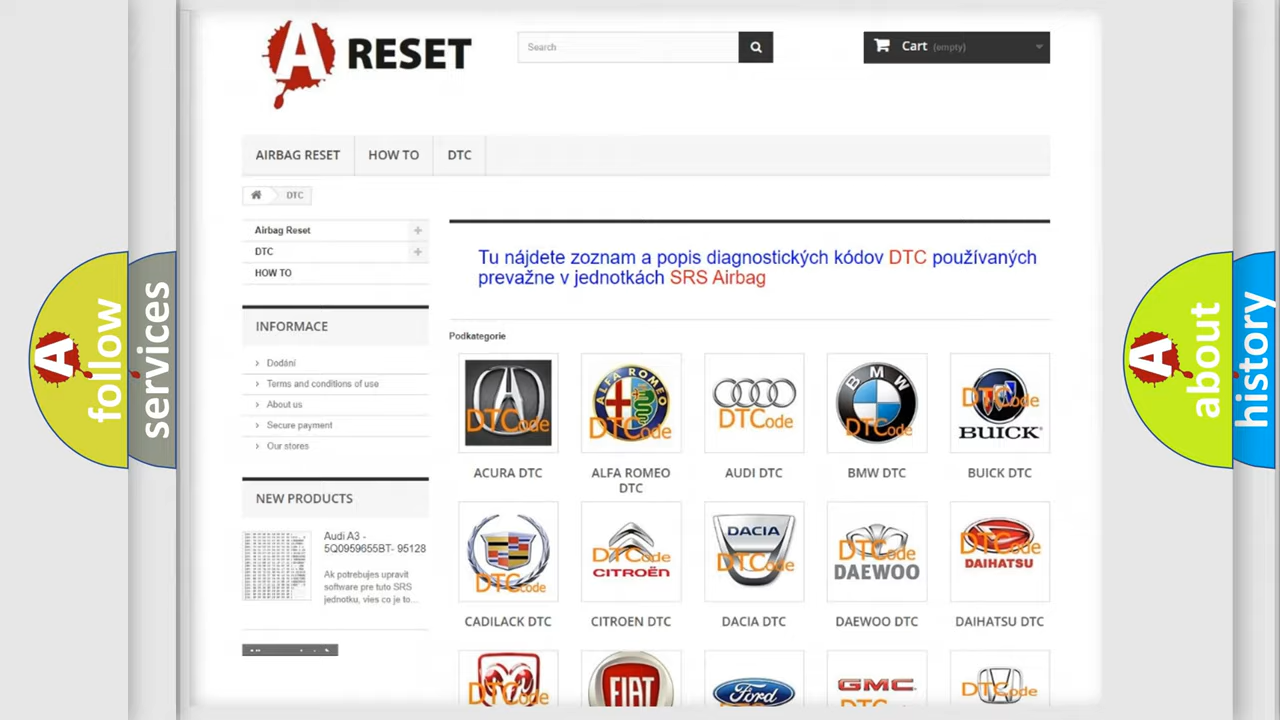 A RESET
Search
Cart (empty)
AIRBAG RESET
HOW TO
DTC
DTC
Airbag Reset
DTC
HOW TO
Tu nájdete zoznam a popis diagnostických kódov DTC používaných
prevažne v jednotkách SRS Airbag
Podkategorie
INFORMACE
Dodání
Terms and conditions of use
About us
Secure payment
Our stores
NEW PRODUCTS
Audi A3 -
5Q0959655BT- 95128
Ak potrebujes upravit
software pre tuto SRS
jednotku, vies co je to...
DTCode
ACURA DTC
ALFA ROMEO
DTCode
ALFA ROMEO
DTC
DTCode
AUDI DTC
BMW
DTCode
BMW DTC
DTCode
BUICK
BUICK DTC
DTCode
CADILACK DTC
DTCode
CITROËN
CITROEN DTC
DACIA
DTCode
DACIA DTC
DTCode
DAEWOO
DAEWOO DTC
DTCode
DAIHATSU
DAIHATSU DTC
DTCode
FIAT
Ford
GMC
DTCode
A follow
services
A about
history